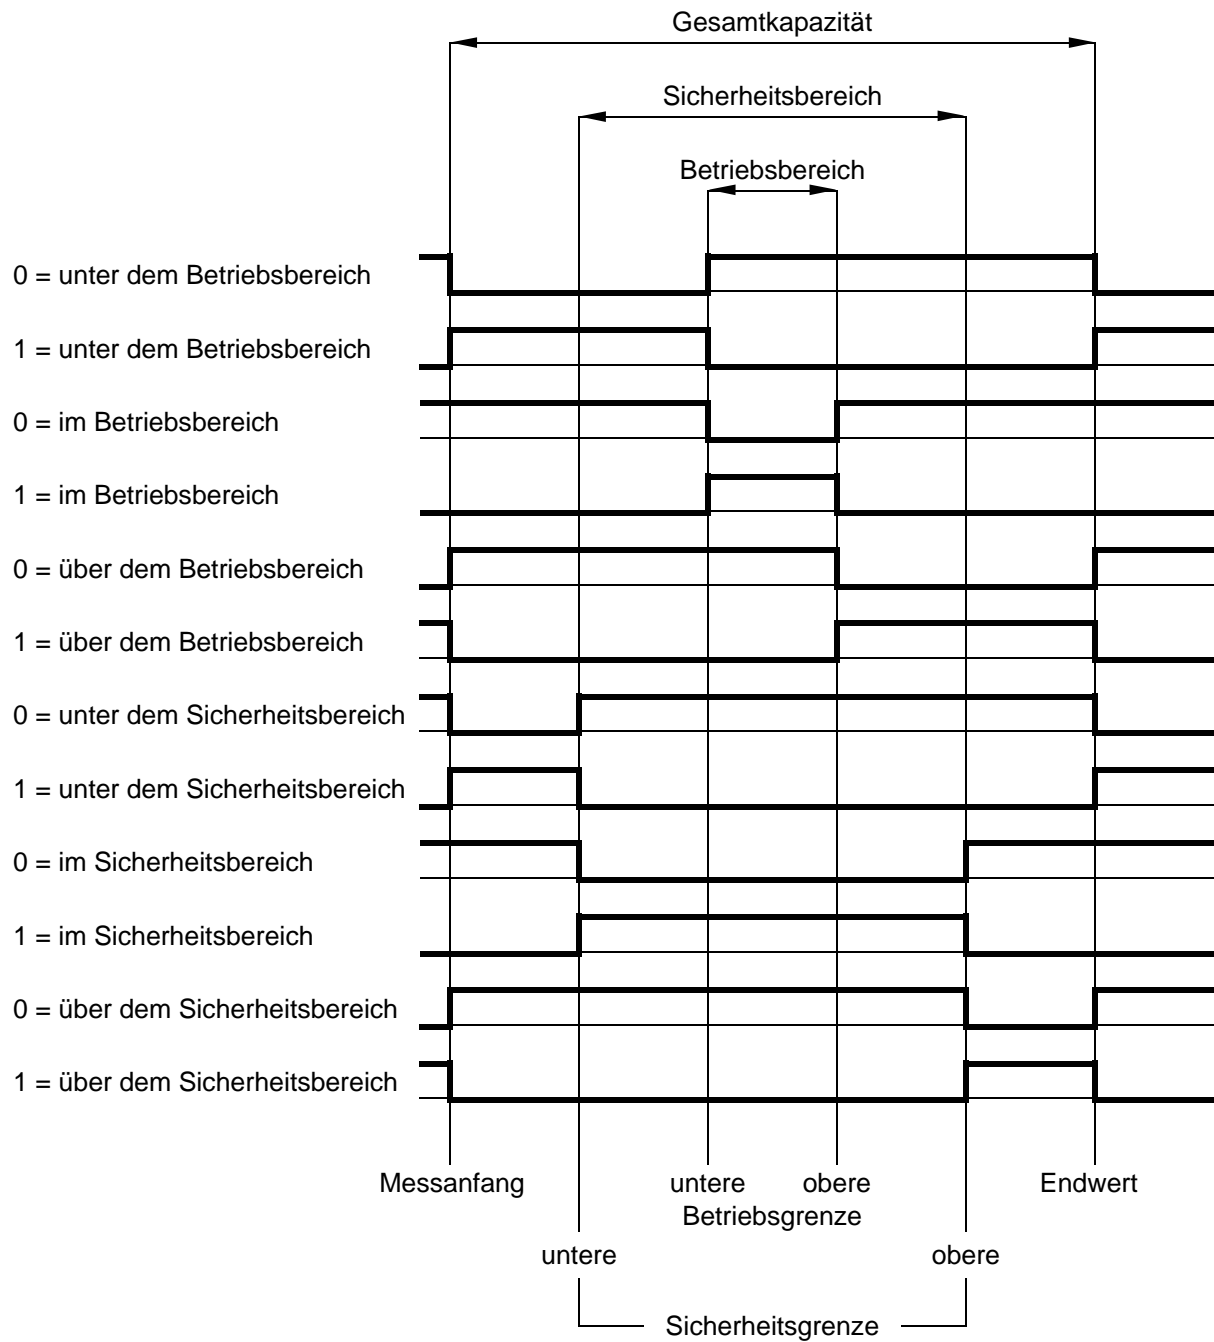 Gesamtkapazität
Sicherheitsbereich
Betriebsbereich
0 = unter dem Betriebsbereich
1 = unter dem Betriebsbereich
0 = im Betriebsbereich
1 = im Betriebsbereich
0 = über dem Betriebsbereich
1 = über dem Betriebsbereich
0 = unter dem Sicherheitsbereich
1 = unter dem Sicherheitsbereich
0 = im Sicherheitsbereich
1 = im Sicherheitsbereich
0 = über dem Sicherheitsbereich
1 = über dem Sicherheitsbereich
Messanfang untere obere Endwert
Betriebsgrenze
untere obere
Sicherheitsgrenze